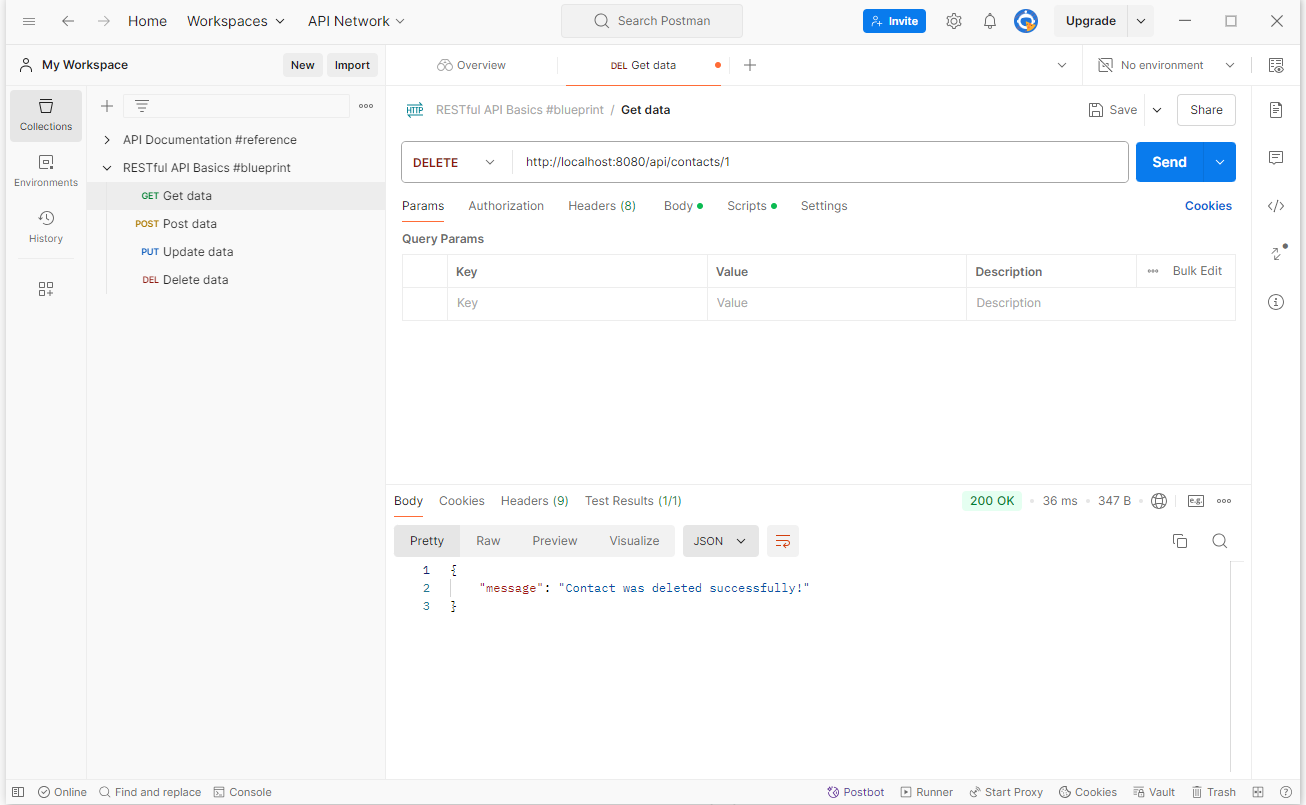 Home Workspaces API Network Search Postman Invite Upgrade
My Workspace New Import Overview DEL Get data No environment
Collections
Environments
History
API Documentation #reference
RESTful API Basics #blueprint
GET Get data
POST Post data
PUT Update data
DEL Delete data
HTTP RESTful API Basics #blueprint / Get data Save Share
DELETE http://localhost:8080/api/contacts/1 Send
Params Authorization Headers (8) Body Scripts Settings Cookies
Query Params
Key Value Description Bulk Edit
Key Value Description
Body Cookies Headers (9) Test Results (1/1) 200 OK 36 ms 347 B e.g.
Pretty Raw Preview Visualize JSON
1 {
2 "message": "Contact was deleted successfully!"
3 }
Online Find and replace Console Postbot Runner Start Proxy Cookies Vault Trash